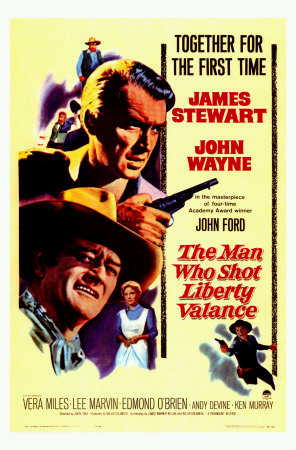 TOGETHER FOR
THE FIRST TIME
JAMES
STEWART
JOHN
WAYNE
in the masterpiece
of four-time
Academy Award winner
JOHN FORD
The Man
Who Shot
Liberty
Valance
VERA MILES · LEE MARVIN · EDMOND O'BRIEN · ANDY DEVINE · KEN MURRAY